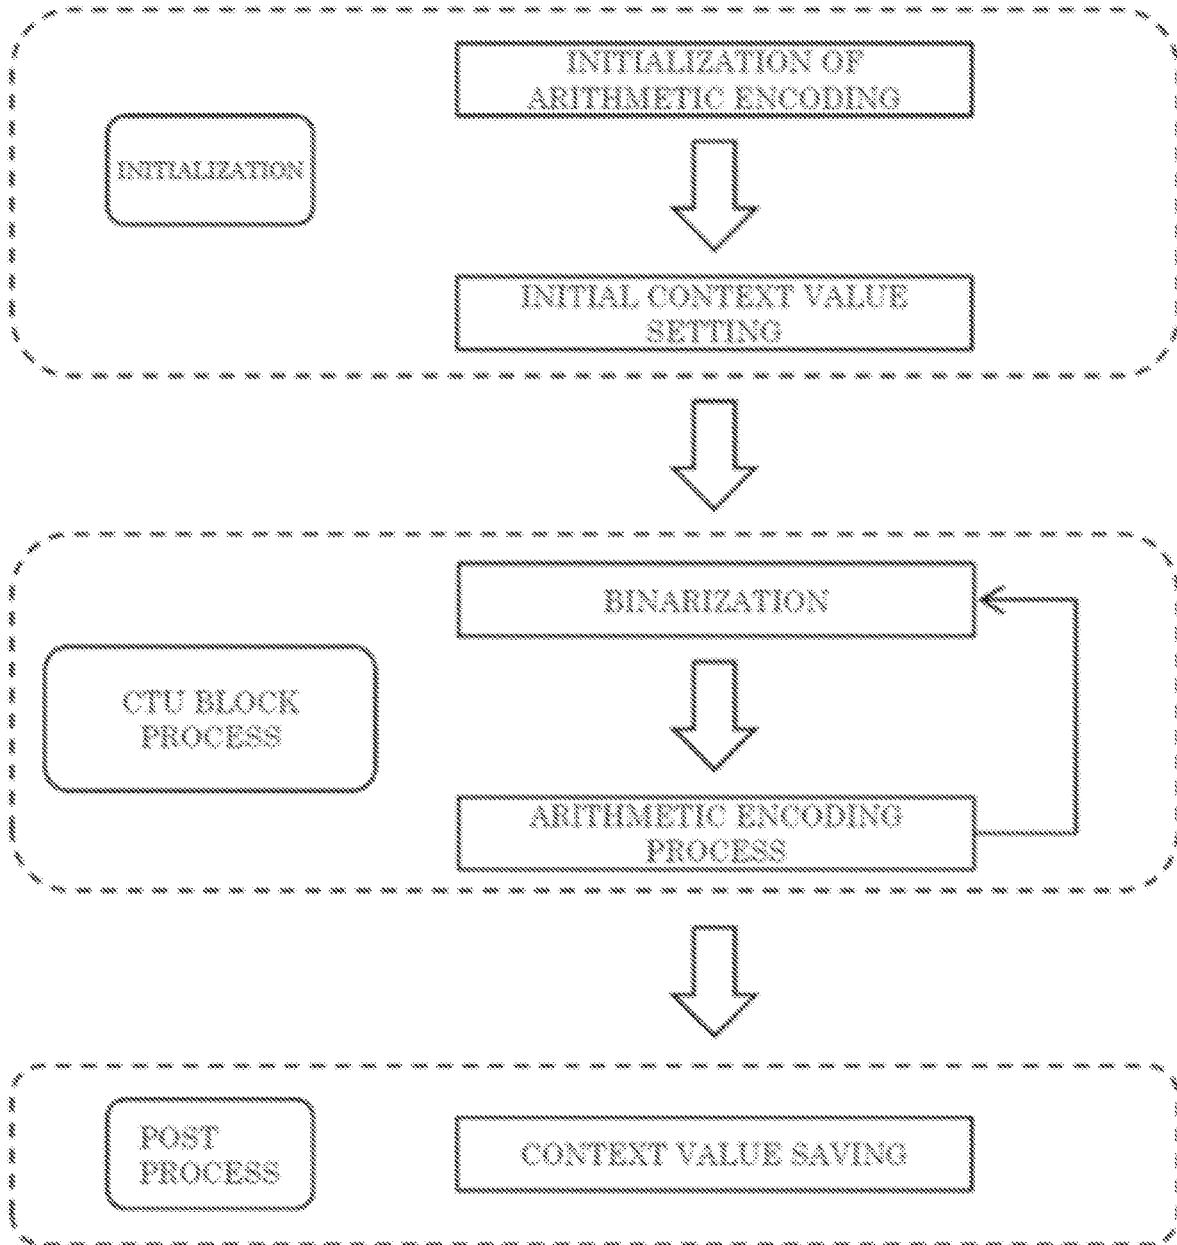 INITIALIZATION OF
ARITHMETIC ENCODING
INITIALIZATION
INITIAL CONTEXT VALUE
SETTING
BINARIZATION
CTU BLOCK
PROCESS
ARITHMETIC ENCODING
PROCESS
POST
PROCESS
CONTEXT VALUE SAVING